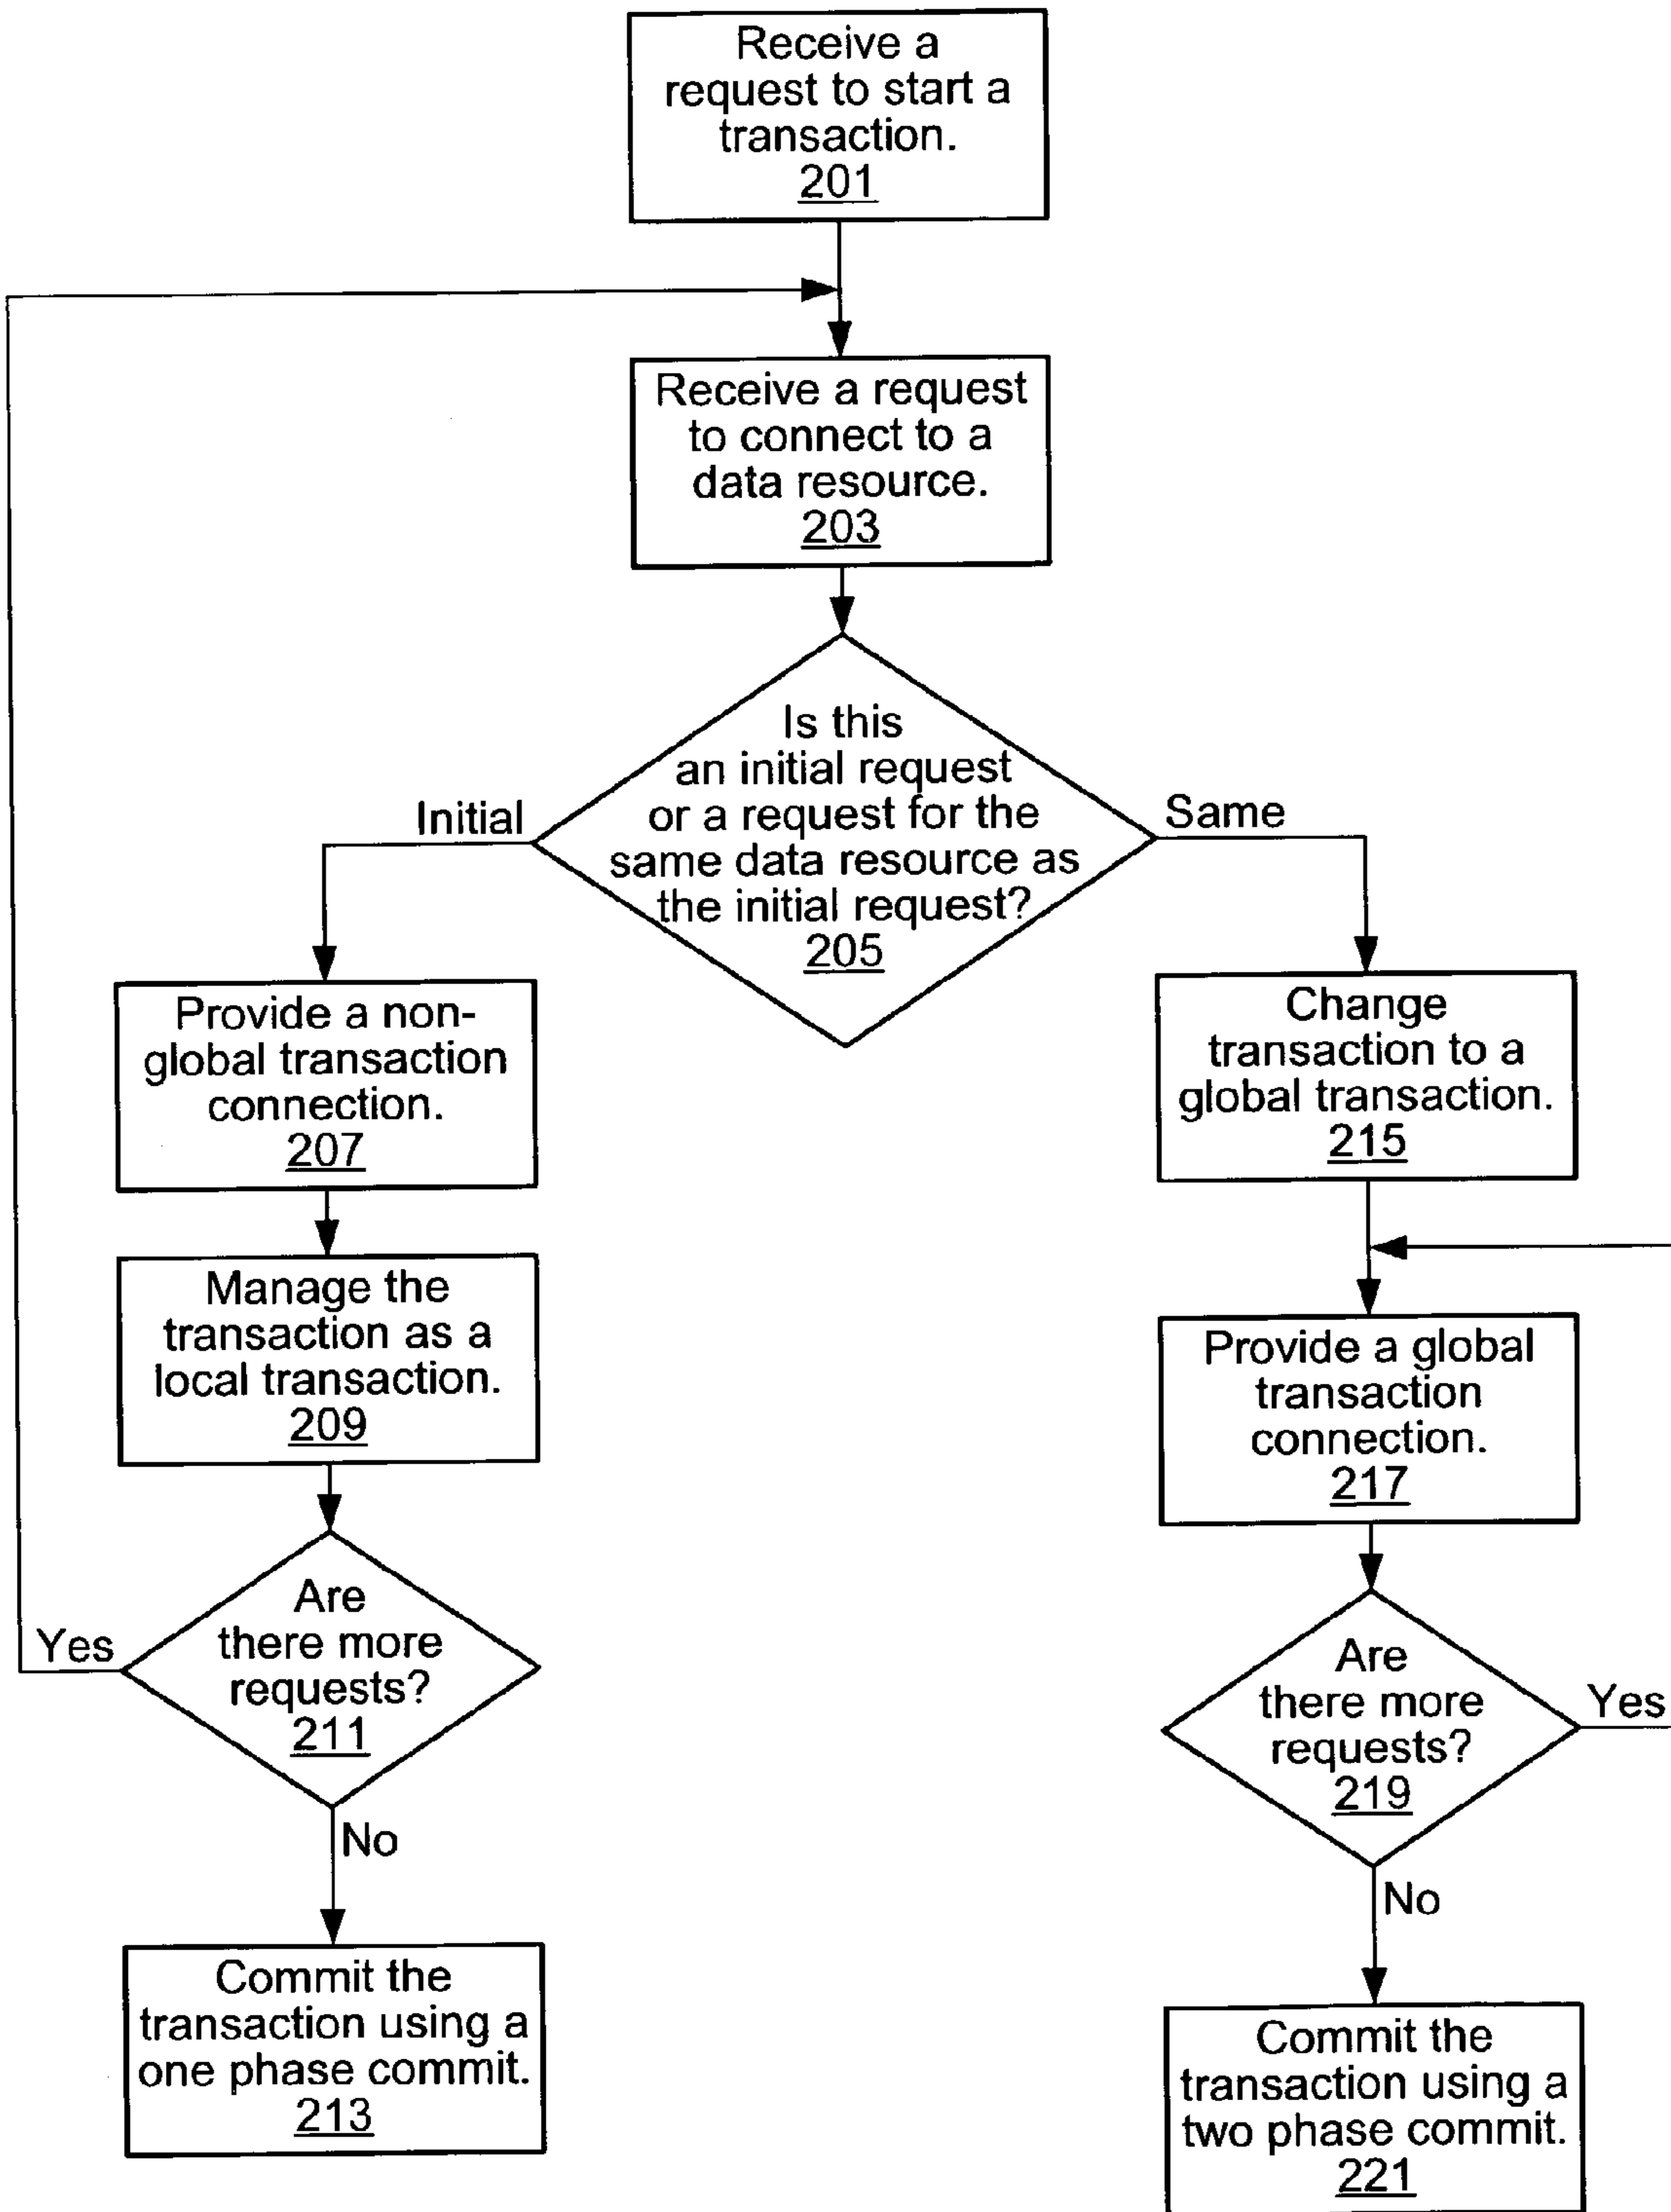 Receive a
request to start a
transaction.
201
Receive a request
to connect to a
data resource.
203
Is this
an initial request
or a request for the
same data resource as
the initial request?
205
Initial
Same
Provide a non-
global transaction
connection.
207
Change
transaction to a
global transaction.
215
Manage the
transaction as a
local transaction.
209
Provide a global
transaction
connection.
217
Are
there more
requests?
211
Yes
No
Are
there more
requests?
219
Yes
No
Commit the
transaction using a
one phase commit.
213
Commit the
transaction using a
two phase commit.
221